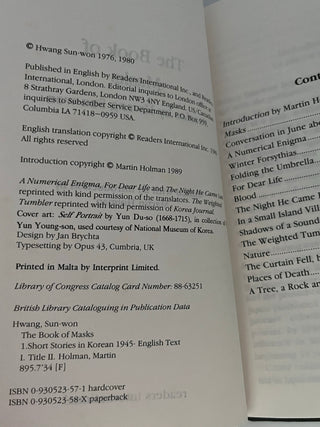 © Hwang Sun-won 1976, 1980
Published in English by Readers International, Inc, and Readers
International, London. Editorial inquiries to London office at
8 Strathray Gardens, London NW3 4NY England. US/Canadian
inquiries to Subscriber Service Department, P.O. Box 959,
Columbia LA 71418-0959 USA.
English translation copyright © Readers International, Inc
All rights reserved
Introduction copyright © Martin Holman 1989
A Numerical Enigma, For Dear Life and The Night He Came
reprinted with kind permission of the translators. The Weighted
Tumbler reprinted with kind permission of Korea Journal.
Cover art: Self Portrait by Yun Du-so (1668-1715), in collection of
Yun Young-son, used courtesy of National Museum of Korea.
Design by Jan Brychta
Typesetting by Opus 43, Cumbria, UK
Printed in Malta by Interprint Limited.
Library of Congress Catalog Card Number: 88-63251
British Library Cataloguing in Publication Data
Hwang, Sun-won
The Book of Masks
1.Short Stories in Korean 1945- English Text
I. Title II. Holman, Martin
895.7'34 [F]
ISBN 0-930523-57-1 hardcover
ISBN 0-930523-58-X paperback
Cont
Introduction by Martin H
Masks
Conversation in June abo
A Numerical Enigma
Winter Forsythias
Folding the Umbrella
For Dear Life
Blood
The Night He Came
In a Small Island Vill
Shadows of a Sound
The Weighted Tum
Nature
The Curtain Fell, b
Places of Death
A Tree, a Rock an